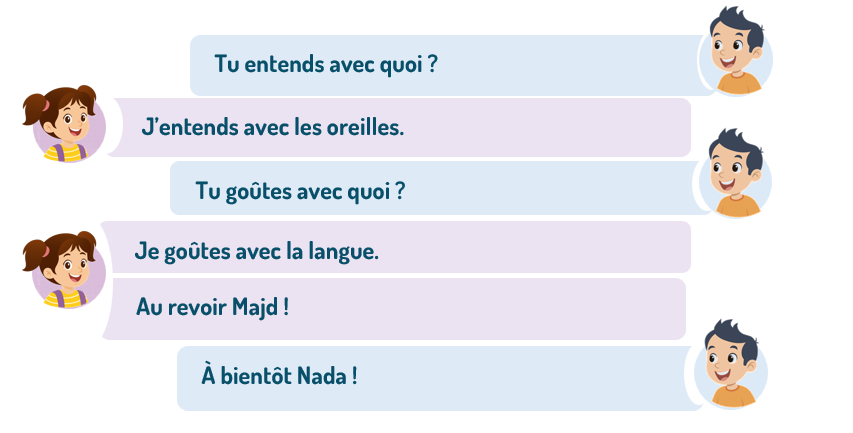 Tu entends avec quoi ?
J'entends avec les oreilles.
Tu goûtes avec quoi ?
Je goûtes avec la langue.
Au revoir Majd !
À bientôt Nada !